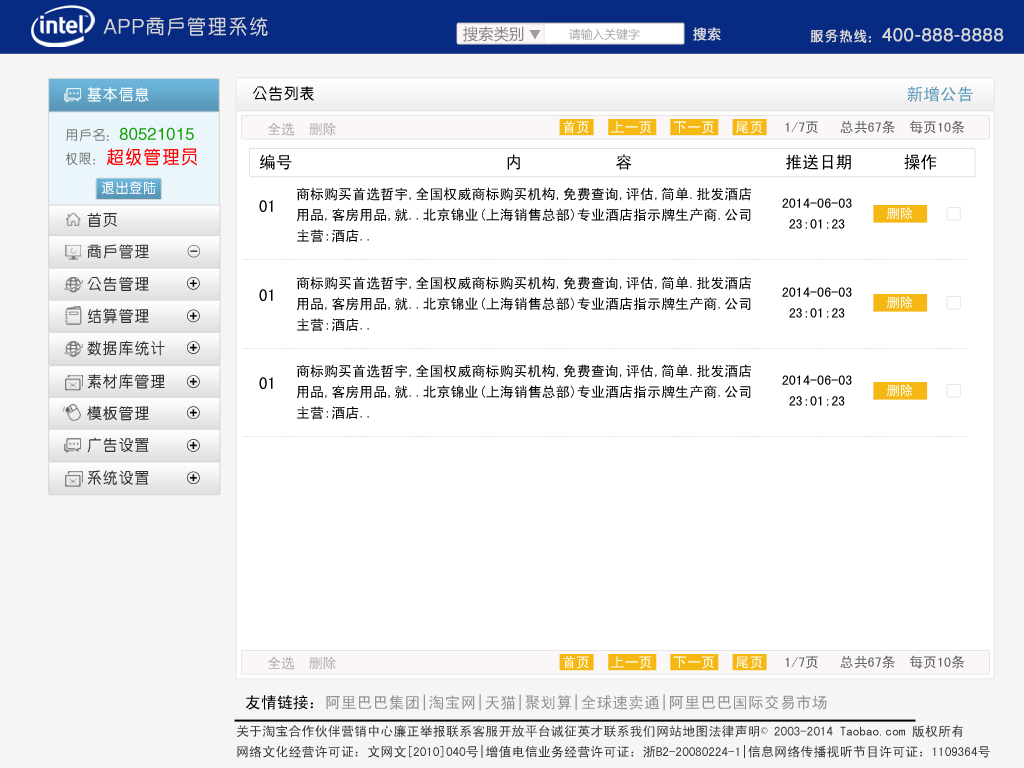 intel APP商戶管理系统
搜索类别▼ 请输入关键字 搜索
服务热线：400-888-8888
基本信息
用戶名：80521015
权限：超级管理员
退出登陆
首页
商戶管理
公告管理
结算管理
数据库统计
素材库管理
模板管理
广告设置
系统设置
公告列表 新增公告
全选 删除 首页 上一页 下一页 尾页 1/7页 总共67条 每页10条
编号 内 容 推送日期 操作
01 商标购买首选哲宇,全国权威商标购买机构,免费查询,评估,简单.批发酒店
用品,客房用品,就..北京锦业(上海销售总部)专业酒店指示牌生产商.公司
主营:酒店..
2014-06-03
23:01:23
删除
01 商标购买首选哲宇,全国权威商标购买机构,免费查询,评估,简单.批发酒店
用品,客房用品,就..北京锦业(上海销售总部)专业酒店指示牌生产商.公司
主营:酒店..
2014-06-03
23:01:23
删除
01 商标购买首选哲宇,全国权威商标购买机构,免费查询,评估,简单.批发酒店
用品,客房用品,就..北京锦业(上海销售总部)专业酒店指示牌生产商.公司
主营:酒店..
2014-06-03
23:01:23
删除
全选 删除 首页 上一页 下一页 尾页 1/7页 总共67条 每页10条
友情链接：阿里巴巴集团|淘宝网|天猫|聚划算|全球速卖通|阿里巴巴国际交易市场
关于淘宝合作伙伴营销中心廉正举报联系客服开放平台诚征英才联系我们网站地图法律声明© 2003-2014 Taobao.com 版权所有
网络文化经营许可证：文网文[2010]040号|增值电信业务经营许可证：浙B2-20080224-1|信息网络传播视听节目许可证：1109364号